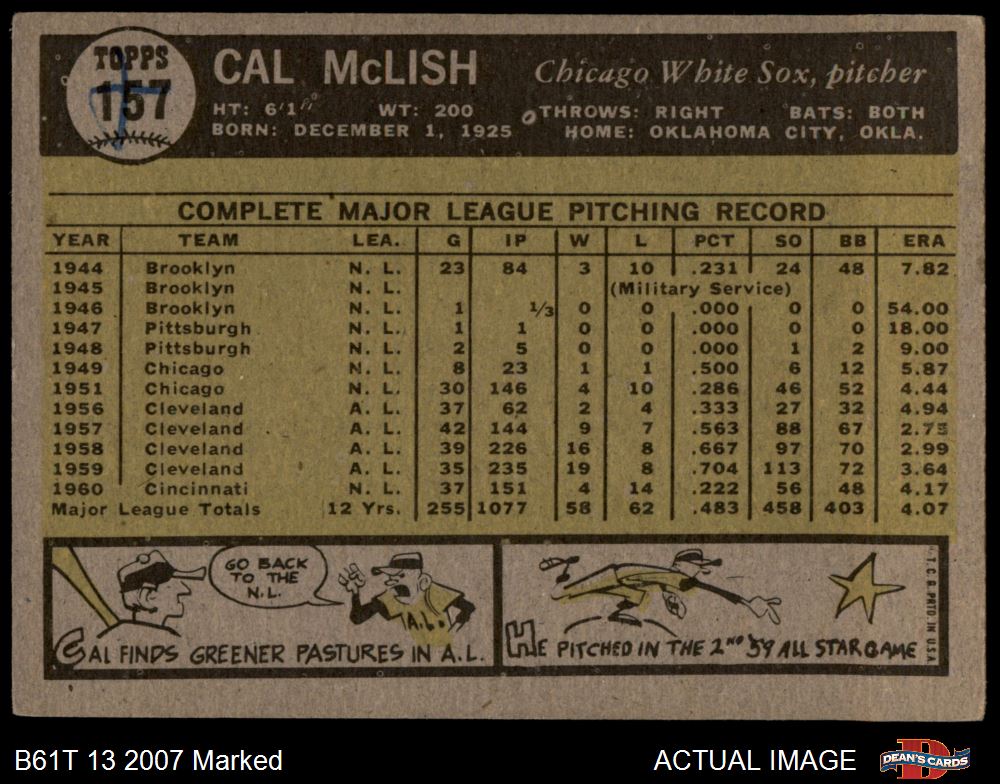 TOPPS
157
CAL McLISH
Chicago White Sox, pitcher
HT: 6'1" WT: 200 THROWS: RIGHT BATS: BOTH
BORN: DECEMBER 1, 1925 HOME: OKLAHOMA CITY, OKLA.
COMPLETE MAJOR LEAGUE PITCHING RECORD
YEAR TEAM LEA. G IP W L PCT SO BB ERA
1944 Brooklyn N. L. 23 84 3 10 .231 24 48 7.82
1945 Brooklyn N. L. (Military Service)
1946 Brooklyn N. L. 1 1/3 0 0 .000 0 0 54.00
1947 Pittsburgh N. L. 1 1 0 0 .000 0 0 18.00
1948 Pittsburgh N. L. 2 5 0 0 .000 1 2 9.00
1949 Chicago N. L. 8 23 1 1 .500 6 12 5.87
1951 Chicago N. L. 30 146 4 10 .286 46 52 4.44
1956 Cleveland A. L. 37 62 2 4 .333 27 32 4.94
1957 Cleveland A. L. 42 144 9 7 .563 88 67 2.75
1958 Cleveland A. L. 39 226 16 8 .667 97 70 2.99
1959 Cleveland A. L. 35 235 19 8 .704 113 72 3.64
1960 Cincinnati N. L. 37 151 4 14 .222 56 48 4.17
Major League Totals 12 Yrs. 255 1077 58 62 .483 458 403 4.07
GO BACK
TO THE
N.L.
A.L.
CAL FINDS GREENER PASTURES IN A.L.
HE PITCHED IN THE 2ND '59 ALL STAR GAME
T. C. G. PRTD. IN U.S.A.
B61T 13 2007 Marked
ACTUAL IMAGE
D
DEAN'S CARDS